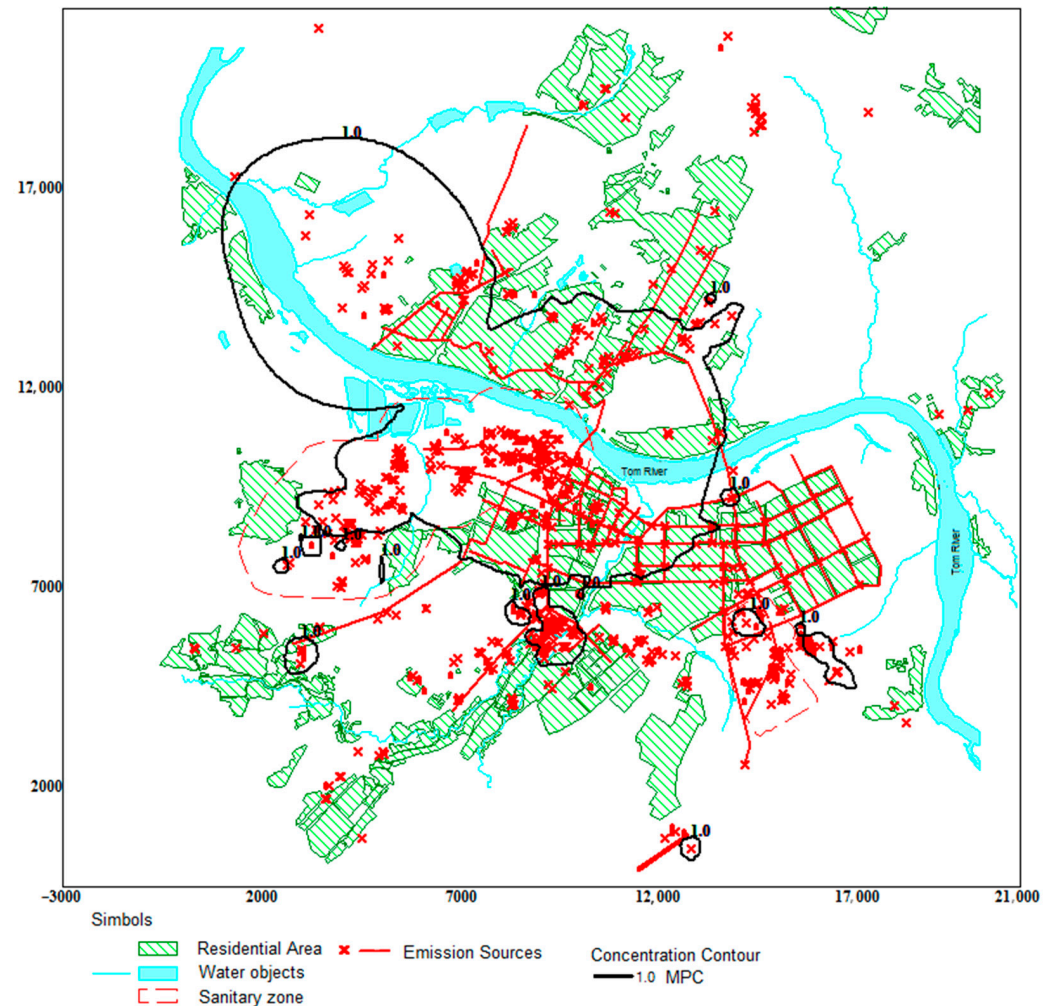 1.0
17,000
1.0
12,000
Tom River
1.0
1.0
1.0
1.0
Tom River
7000
1.0
1.0
1.0
1.0
1.0
2000
1.0
−3000 2000 7000 12,000 17,000 21,000
Simbols
Residential Area Emission Sources Concentration Contour
Water objects 1.0 MPC
Sanitary zone